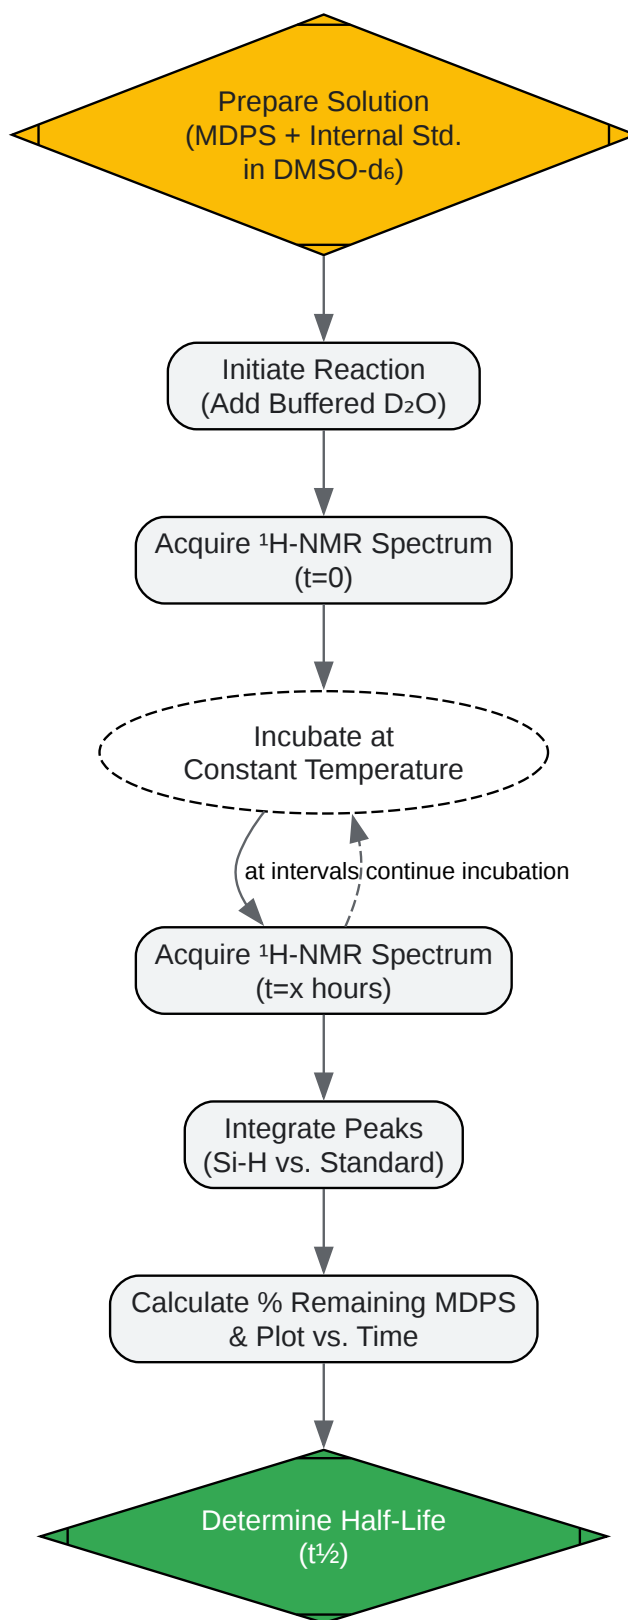 Prepare Solution
(MDPS + Internal Std.
in DMSO-d₆)
Initiate Reaction
(Add Buffered D₂O)
Acquire ¹H-NMR Spectrum
(t=0)
Incubate at
Constant Temperature
at intervals
continue incubation
Acquire ¹H-NMR Spectrum
(t=x hours)
Integrate Peaks
(Si-H vs. Standard)
Calculate % Remaining MDPS
& Plot vs. Time
Determine Half-Life
(t½)